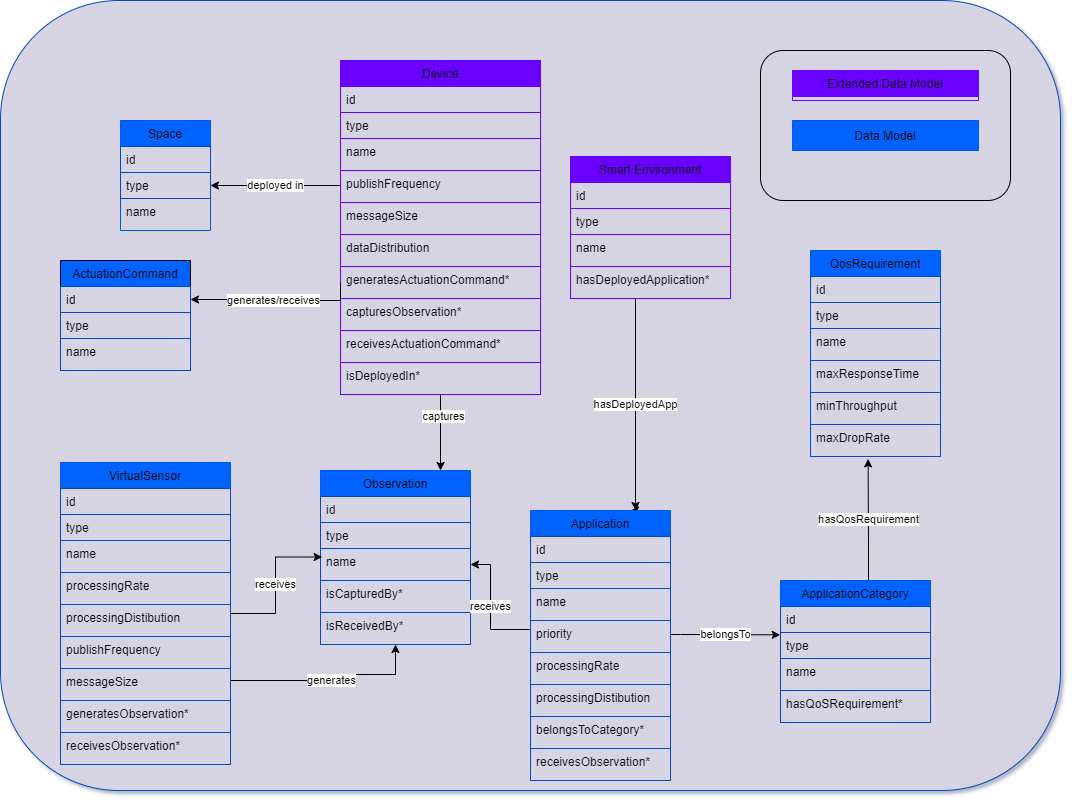 Device
id
type
name
publishFrequency
messageSize
dataDistribution
generatesActuationCommand*
capturesObservation*
receivesActuationCommand*
isDeployedIn*
Extended Data Model
Data Model
Space
id
type
name
deployed in
Smart Environment
id
type
name
hasDeployedApplication*
ActuationCommand
id
type
name
generates/receives
QosRequirement
id
type
name
maxResponseTime
minThroughput
maxDropRate
captures
hasDeployedApp
VirtualSensor
id
type
name
processingRate
processingDistibution
publishFrequency
messageSize
generatesObservation*
receivesObservation*
receives
generates
Observation
id
type
name
isCapturedBy*
isReceivedBy*
receives
Application
id
type
name
priority
processingRate
processingDistibution
belongsToCategory*
receivesObservation*
belongsTo
hasQosRequirement
ApplicationCategory
id
type
name
hasQoSRequirement*